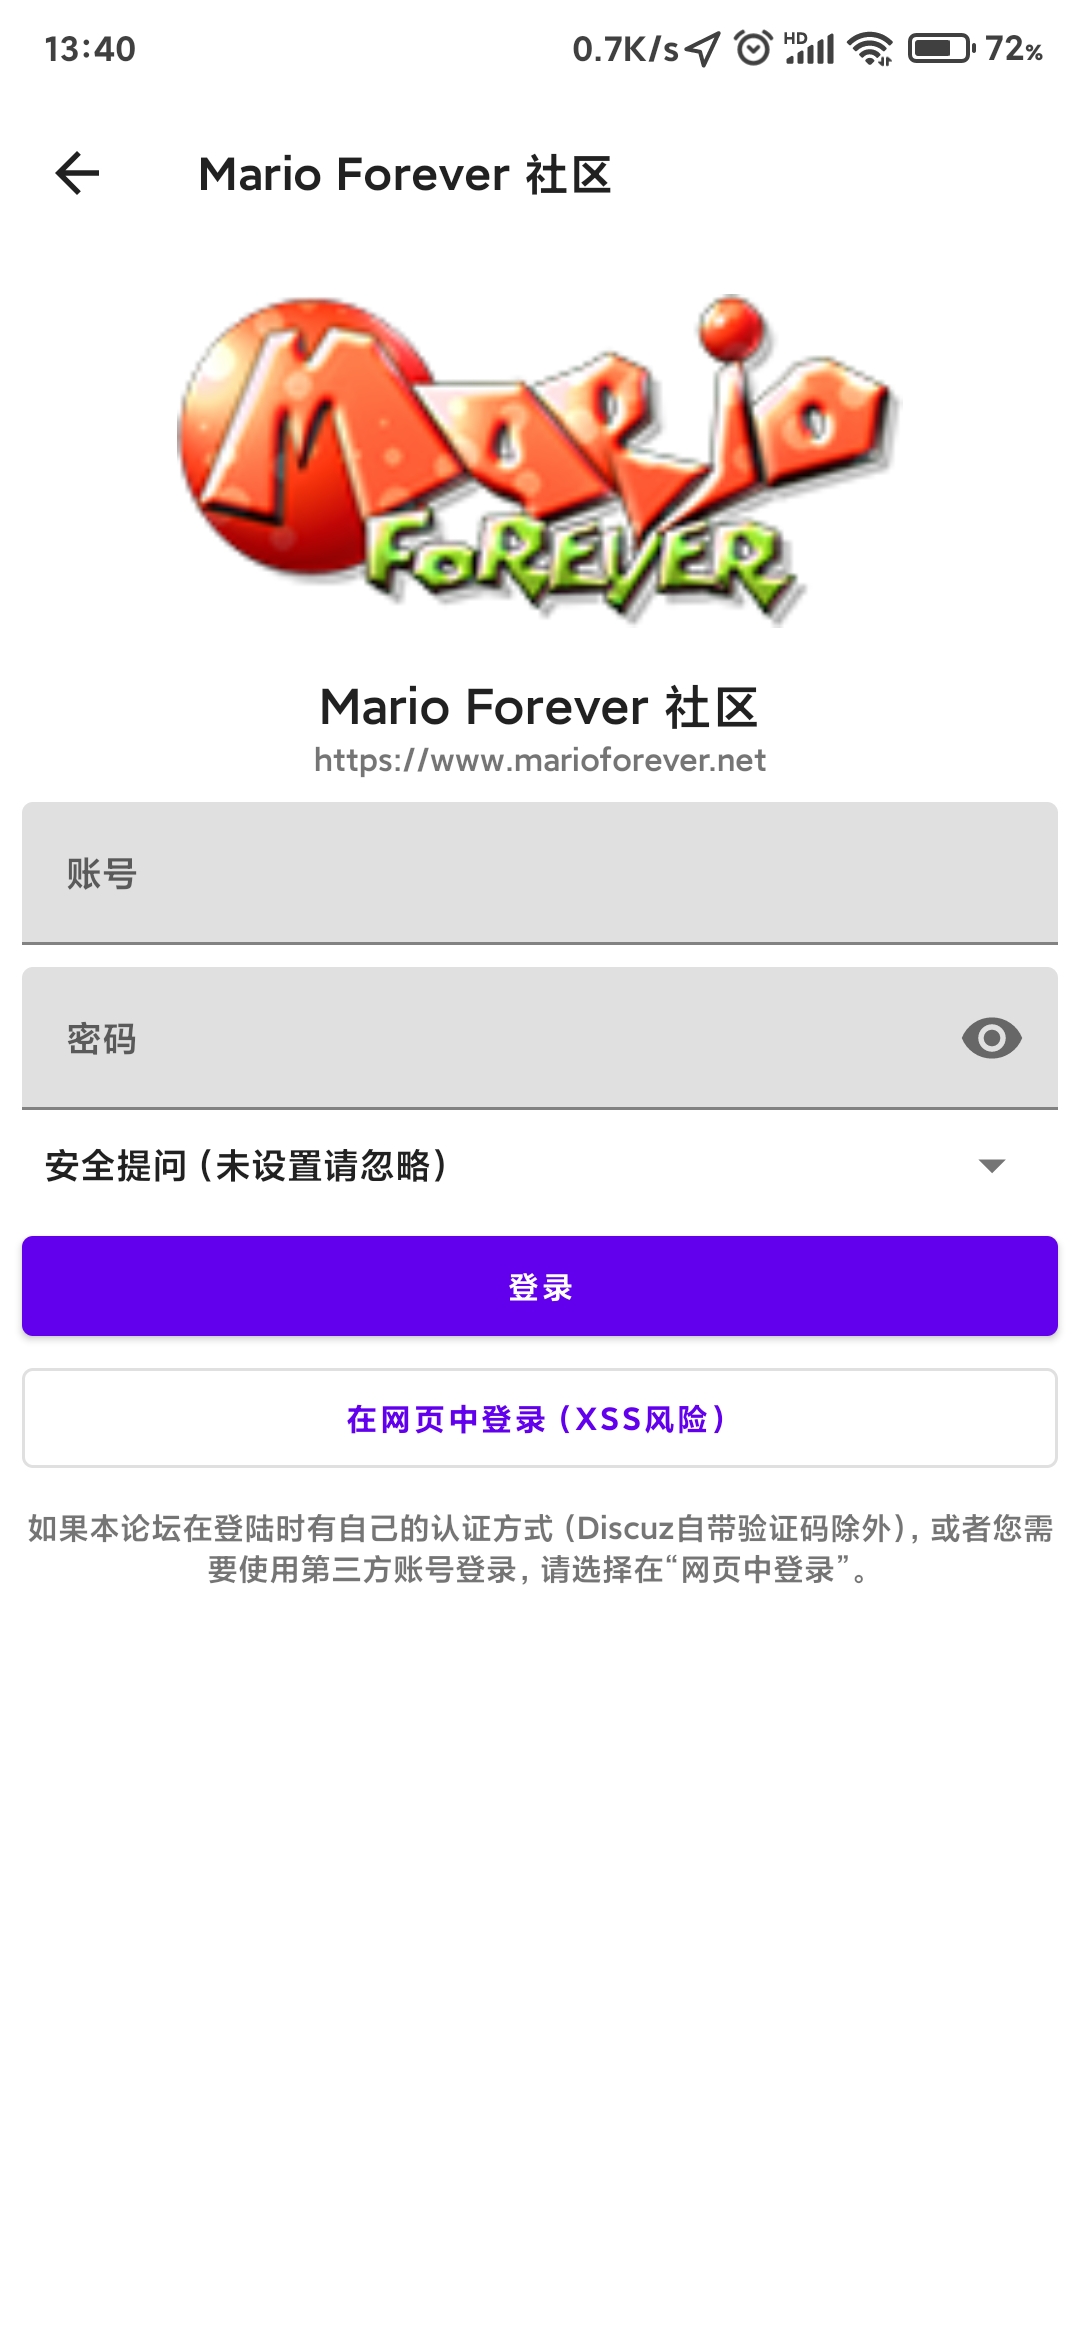 13:40 0.7K/s HD 72%
Mario Forever 社区
Mario
FOREVER
Mario Forever 社区
https://www.marioforever.net
账号
密码
安全提问 (未设置请忽略)
登录
在网页中登录 (XSS风险)
如果本论坛在登陆时有自己的认证方式 (Discuz自带验证码除外), 或者您需
要使用第三方账号登录, 请选择在“网页中登录”。